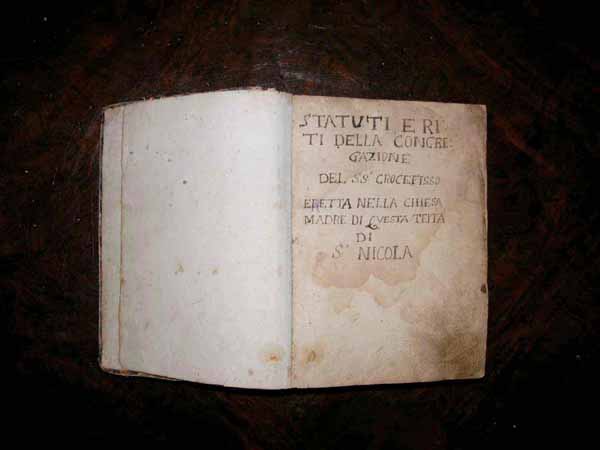 STATUTI E RI-
TI DELLA CONGRE-
GAZIONE
DEL SS° CROCEFISSO
ERETTA NELLA CHIESA
MADRE DI QUESTA TERRA
DI
S° NICOLA